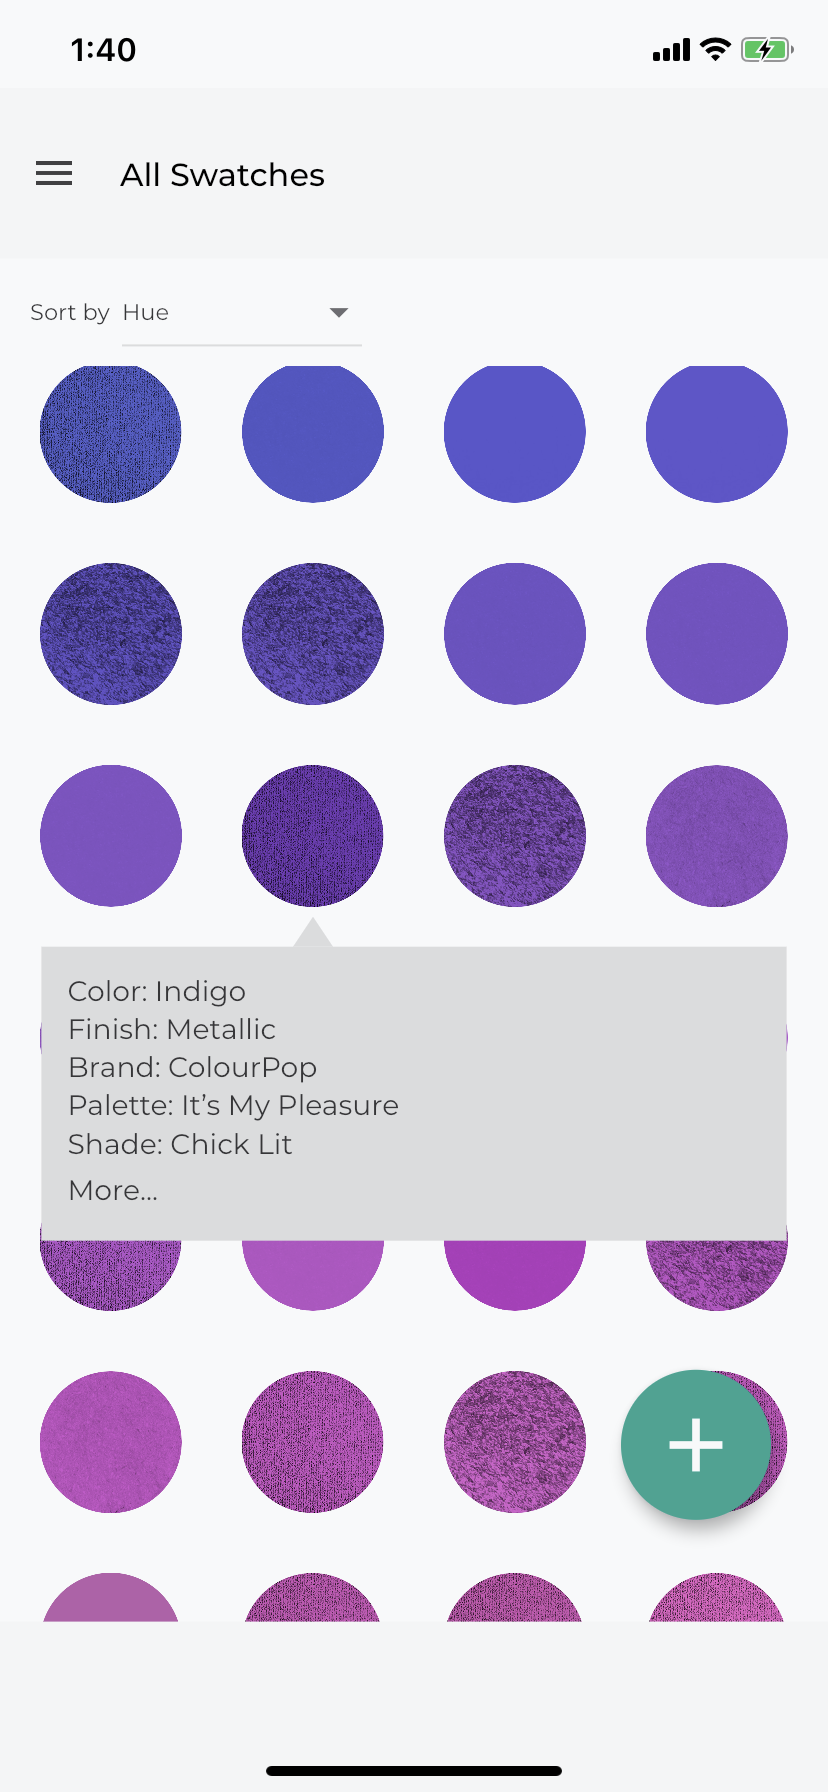 1:40
All Swatches
Sort by Hue
Color: Indigo
Finish: Metallic
Brand: ColourPop
Palette: It’s My Pleasure
Shade: Chick Lit
More...